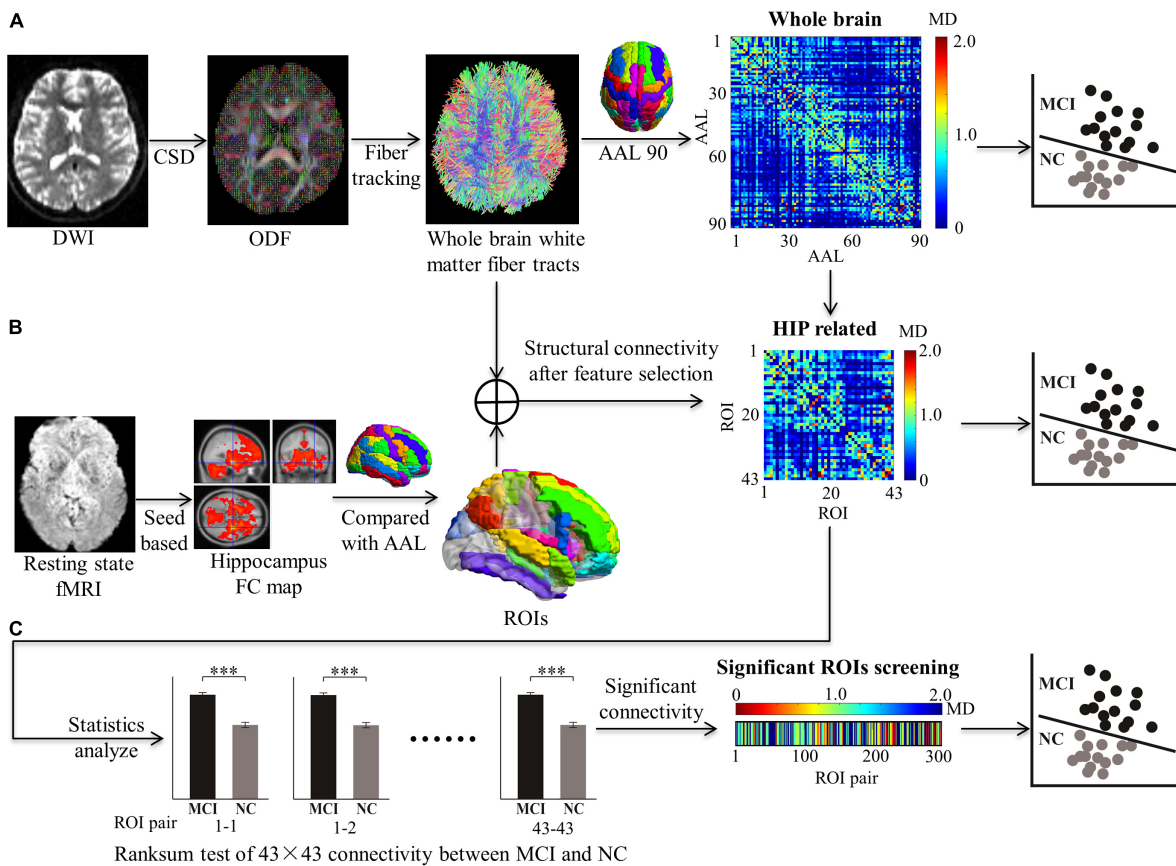 A
Whole brain
MD
1
30
60
90
AAL
1
30
60
90
AAL
2.0
1.0
0
MCI
NC
DWI
CSD
ODF
Fiber
tracking
Whole brain white
matter fiber tracts
AAL 90
B
Structural connectivity
after feature selection
HIP related
MD
1
20
43
ROI
1
20
43
ROI
2.0
1.0
0
MCI
NC
Resting state
fMRI
Seed
based
Hippocampus
FC map
Compared
with AAL
ROIs
C
Statistics
analyze
***
MCI NC
***
MCI NC
......
***
MCI NC
ROI pair
1-1
1-2
43-43
Ranksum test of 43×43 connectivity between MCI and NC
Significant
connectivity
Significant ROIs screening
0 1.0 2.0
MD
1 100 200 300
ROI pair
MCI
NC